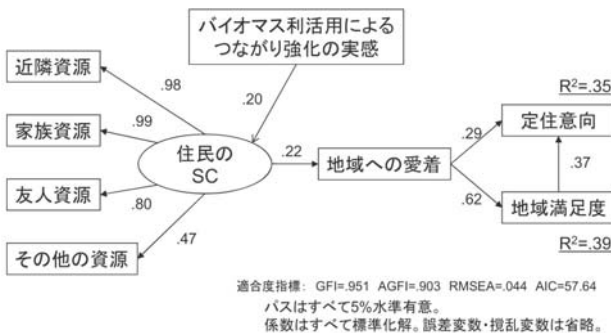 バイオマス利活用による
つながり強化の実感
近隣資源
.98
.20
R²=.35
家族資源
.99
住民の
SC
.22
地域への愛着
.29
定住意向
.37
友人資源
.80
.62
地域満足度
.47
その他の資源
R²=.39
適合度指標: GFI=.951 AGFI=.903 RMSEA=.044 AIC=57.64
パスはすべて5%水準有意。
係数はすべて標準化解。誤差変数・撹乱変数は省略。